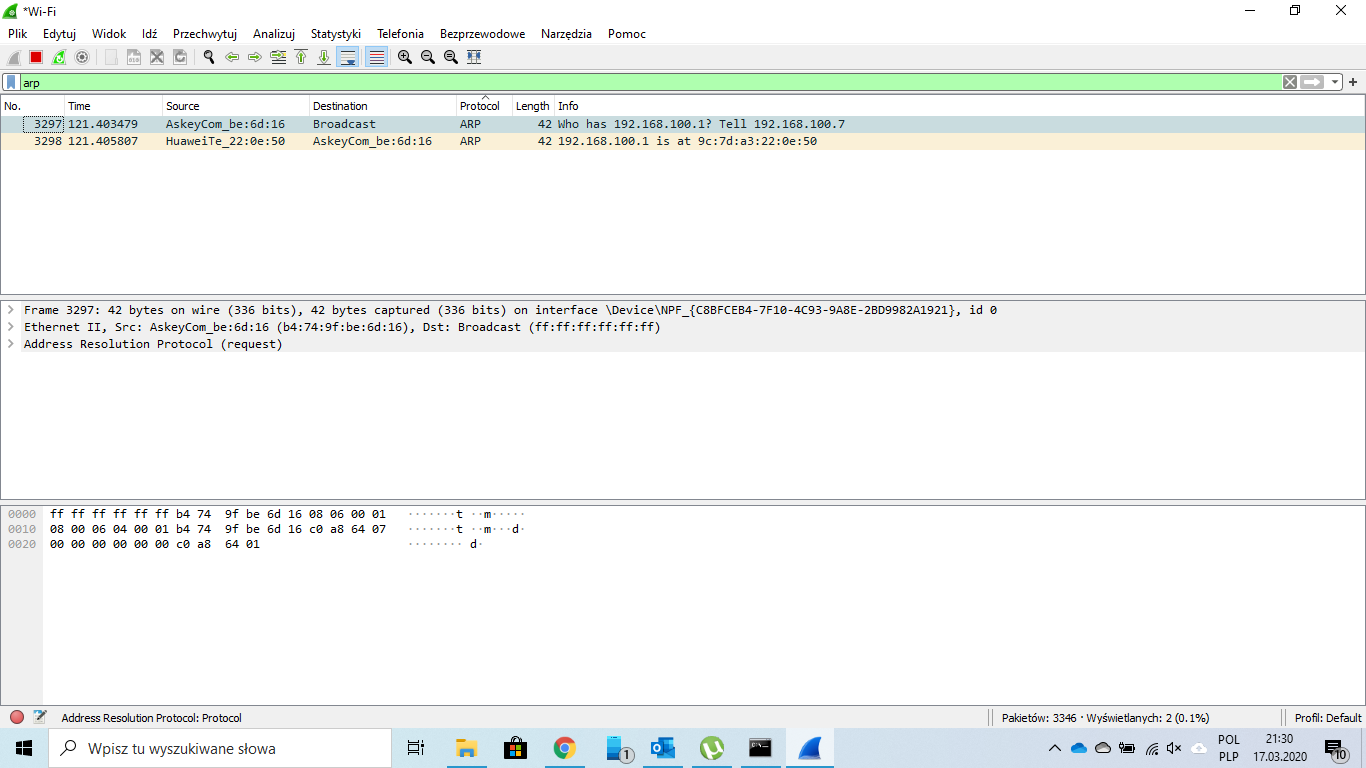 *Wi-Fi
Plik Edytuj Widok Idź Przechwytuj Analizuj Statystyki Telefonia Bezprzewodowe Narzędzia Pomoc
arp
No. Time Source Destination Protocol Length Info
3297 121.403479 AskeyCom_be:6d:16 Broadcast ARP 42 Who has 192.168.100.1? Tell 192.168.100.7
3298 121.405807 HuaweiTe_22:0e:50 AskeyCom_be:6d:16 ARP 42 192.168.100.1 is at 9c:7d:a3:22:0e:50
Frame 3297: 42 bytes on wire (336 bits), 42 bytes captured (336 bits) on interface \Device\NPF_{C8BFCEB4-7F10-4C93-9A8E-2BD9982A1921}, id 0
Ethernet II, Src: AskeyCom_be:6d:16 (b4:74:9f:be:6d:16), Dst: Broadcast (ff:ff:ff:ff:ff:ff)
Address Resolution Protocol (request)
0000 ff ff ff ff ff ff b4 74 9f be 6d 16 08 06 00 01 ·······t ··m·····
0010 08 00 06 04 00 01 b4 74 9f be 6d 16 c0 a8 64 07 ·······t ··m···d·
0020 00 00 00 00 00 00 c0 a8 64 01 ········ d·
Address Resolution Protocol: Protocol
Pakietów: 3346 · Wyświetlanych: 2 (0.1%)
Profil: Default
Wpisz tu wyszukiwane słowa
1
POL
PLP
21:30
17.03.2020
10